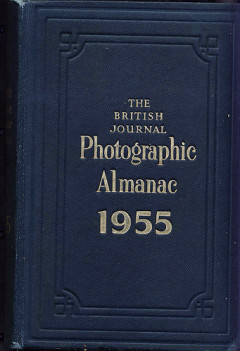 THE
BRITISH
JOURNAL
Photographic
Almanac
1955